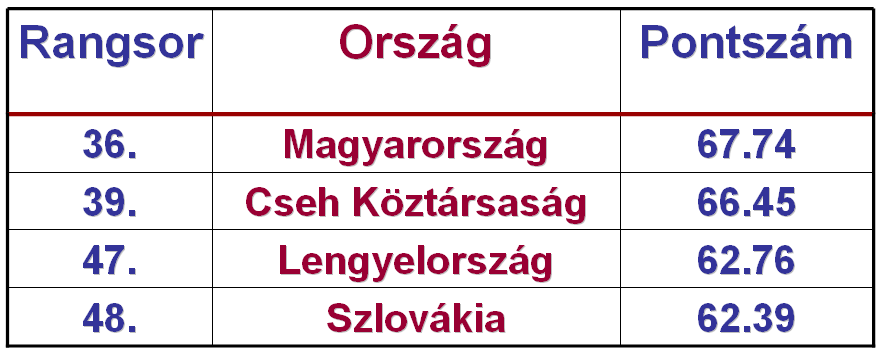 Rangsor Ország Pontszám
36. Magyarország 67.74
39. Cseh Köztársaság 66.45
47. Lengyelország 62.76
48. Szlovákia 62.39